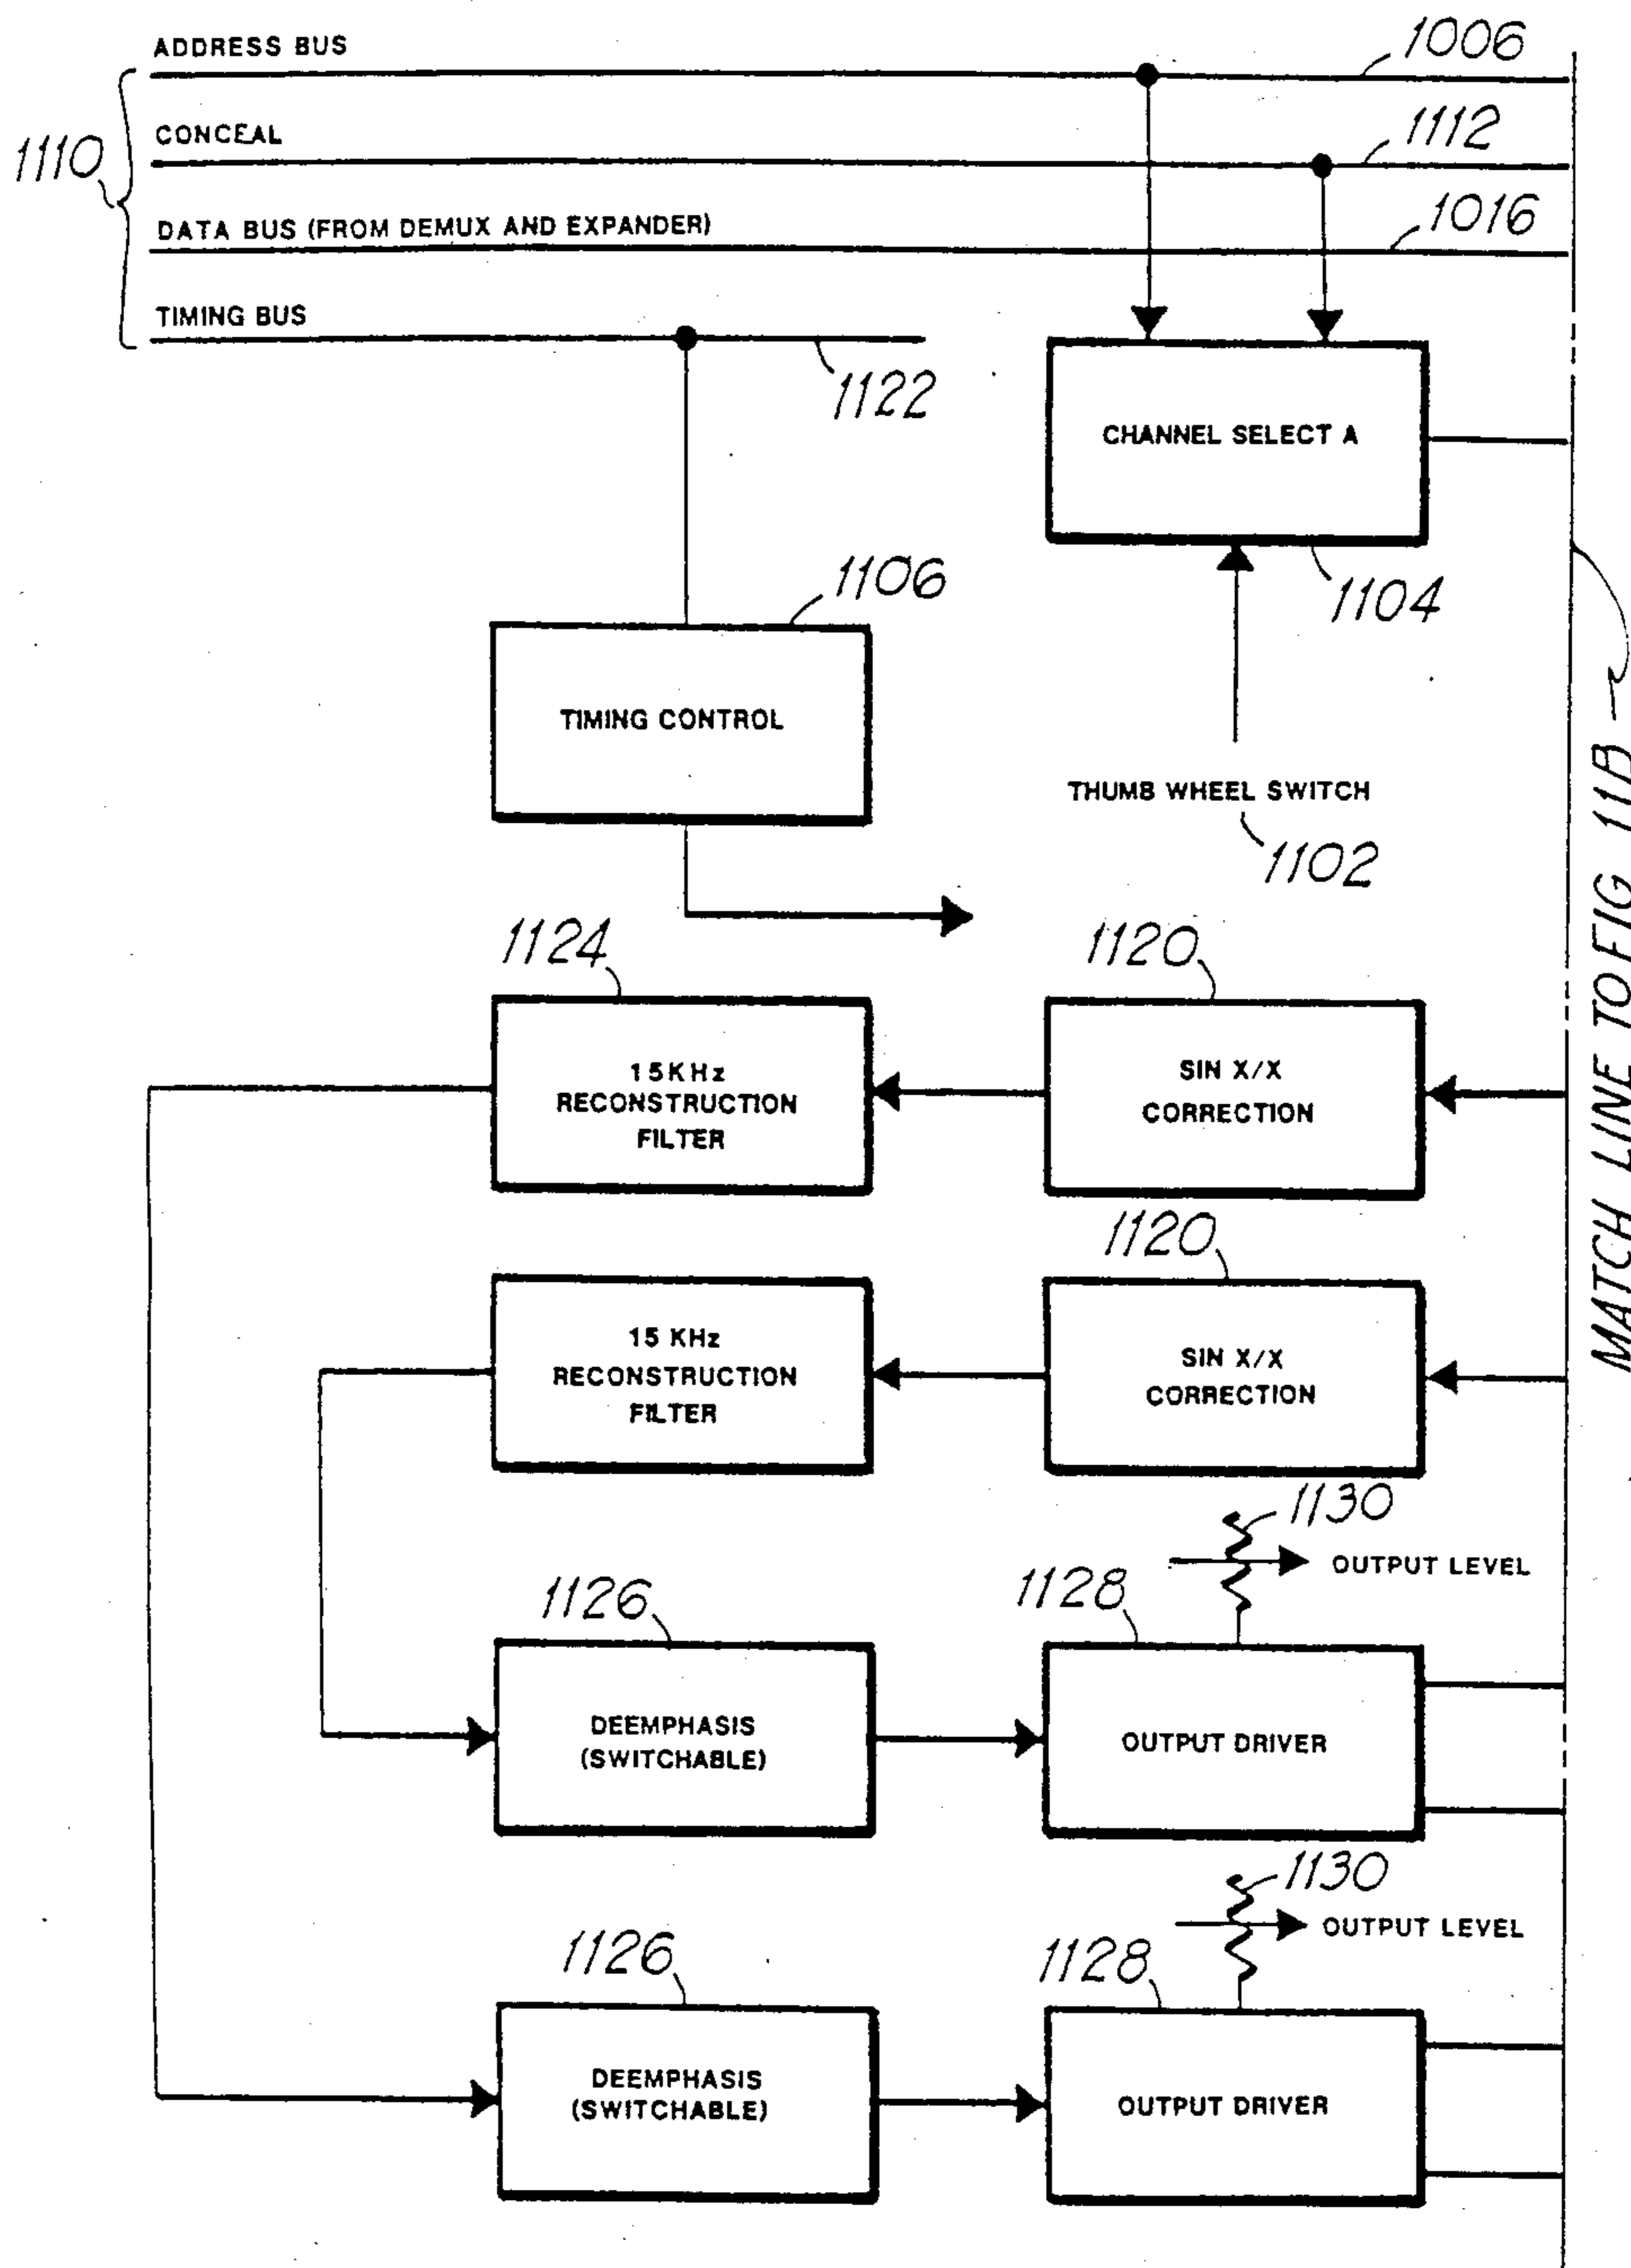 ADDRESS BUS
1006
CONCEAL
1112
1110
DATA BUS (FROM DEMUX AND EXPANDER)
1016
TIMING BUS
1122
CHANNEL SELECT A
1104
1106
TIMING CONTROL
THUMB WHEEL SWITCH
1102
MATCH LINE TO FIG 11B
1124
1120
15KHz
RECONSTRUCTION
FILTER
SIN X/X
CORRECTION
1120
15 KHz
RECONSTRUCTION
FILTER
SIN X/X
CORRECTION
1130
OUTPUT LEVEL
1126
1128
DEEMPHASIS
(SWITCHABLE)
OUTPUT DRIVER
1130
OUTPUT LEVEL
1126
1128
DEEMPHASIS
(SWITCHABLE)
OUTPUT DRIVER